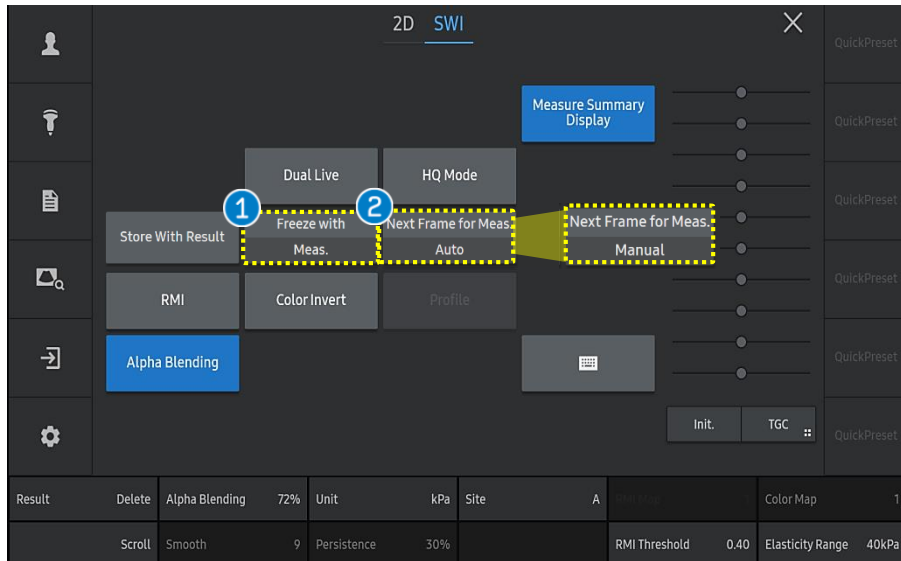 2D SWI
QuickPreset
Measure Summary
Display
QuickPreset
Dual Live HQ Mode
1 2
QuickPreset
Store With Result
Freeze with
Meas.
Next Frame for Meas.
Auto
Next Frame for Meas.
Manual
RMI Color Invert Profile
QuickPreset
Alpha Blending
QuickPreset
Init. TGC
QuickPreset
Result Delete Alpha Blending 72% Unit kPa Site A Color Map 1
Scroll Smooth 9 Persistence 30% RMI Threshold 0.40 Elasticity Range 40kPa